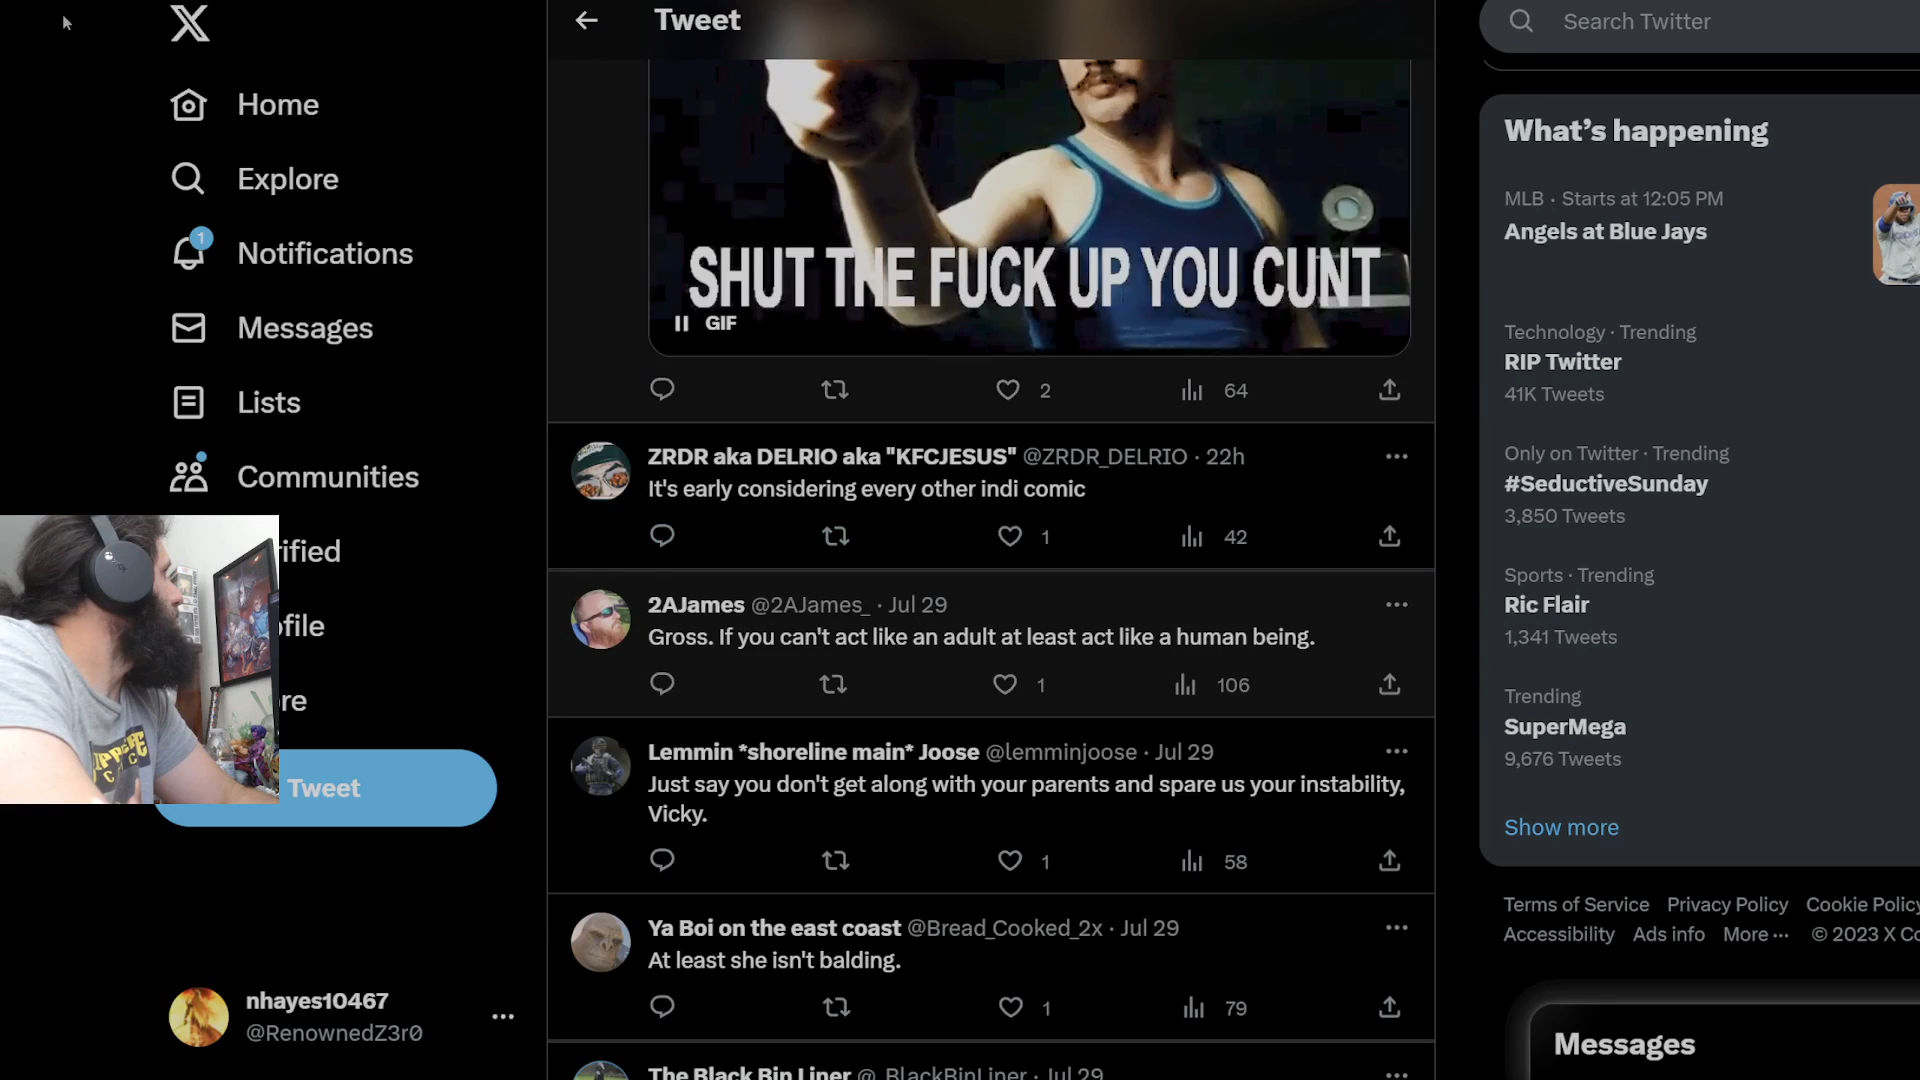 Tweet
Search Twitter
Home
Explore
1
Notifications
Messages
Lists
Communities
ified
file
re
Tweet
nhayes10467
@RenownedZ3r0
SHUT THE FUCK UP YOU CUNT
GIF
2
64
ZRDR aka DELRIO aka "KFCJESUS" @ZRDR_DELRIO · 22h
It's early considering every other indi comic
1
42
2AJames @2AJames_ · Jul 29
Gross. If you can't act like an adult at least act like a human being.
1
106
Lemmin *shoreline main* Joose @lemminjoose · Jul 29
Just say you don't get along with your parents and spare us your instability,
Vicky.
1
58
Ya Boi on the east coast @Bread_Cooked_2x · Jul 29
At least she isn't balding.
1
79
The Black Bin Liner @_BlackBinLiner · Jul 29
What's happening
MLB · Starts at 12:05 PM
Angels at Blue Jays
Technology · Trending
RIP Twitter
41K Tweets
Only on Twitter · Trending
#SeductiveSunday
3,850 Tweets
Sports · Trending
Ric Flair
1,341 Tweets
Trending
SuperMega
9,676 Tweets
Show more
Terms of Service Privacy Policy Cookie Policy
Accessibility Ads info More ··· © 2023 X Co
Messages